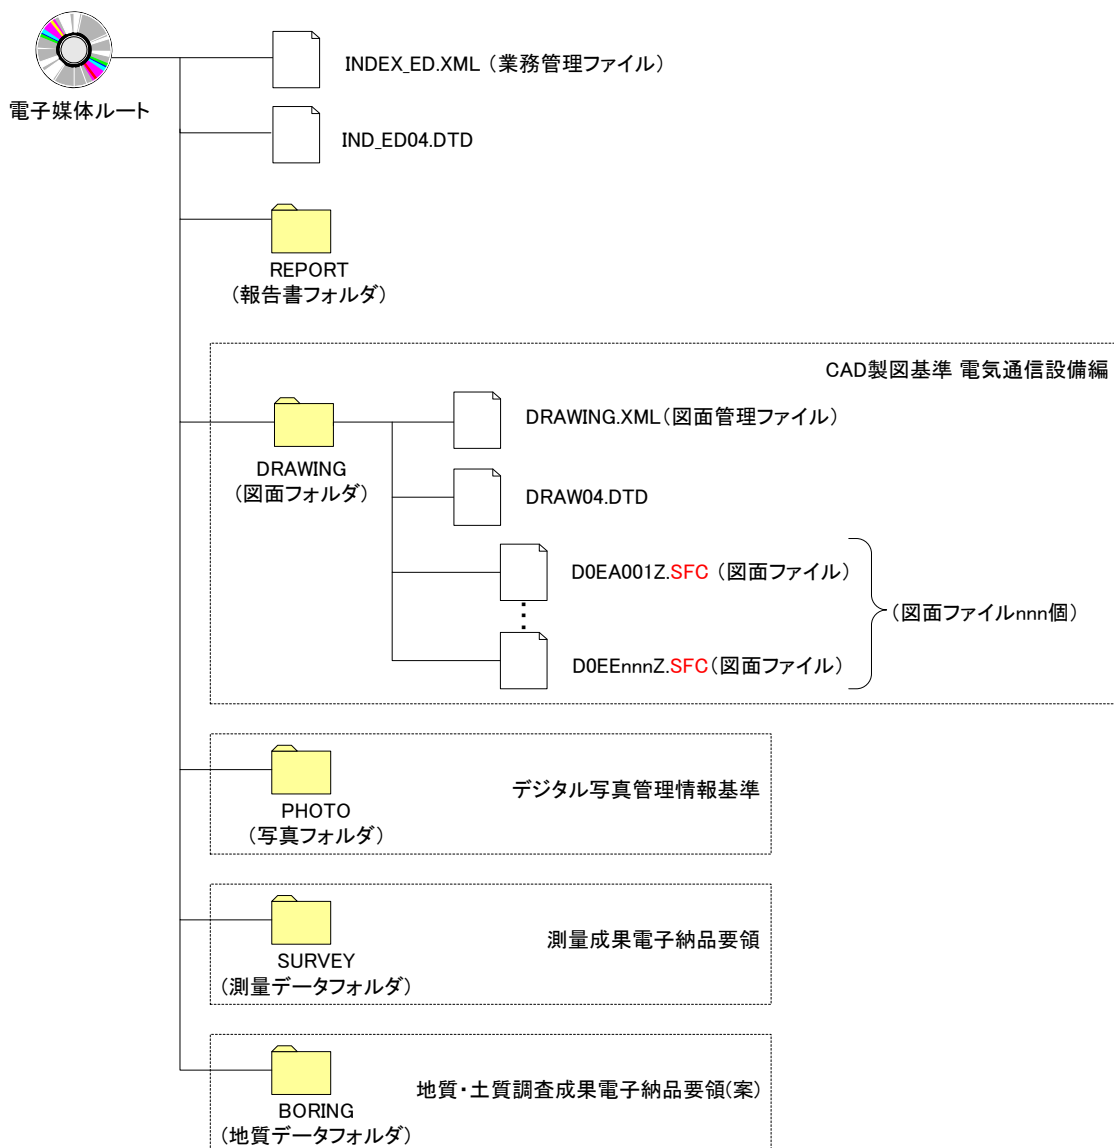 INDEX_ED.XML（業務管理ファイル）
電子媒体ルート
IND_ED04.DTD
REPORT
（報告書フォルダ）
CAD製図基準 電気通信設備編
DRAWING.XML（図面管理ファイル）
DRAWING
（図面フォルダ）
DRAW04.DTD
D0EA001Z.SFC（図面ファイル）
（図面ファイルnnn個）
D0EEnnnZ.SFC（図面ファイル）
デジタル写真管理情報基準
PHOTO
（写真フォルダ）
測量成果電子納品要領
SURVEY
（測量データフォルダ）
地質・土質調査成果電子納品要領(案)
BORING
（地質データフォルダ）